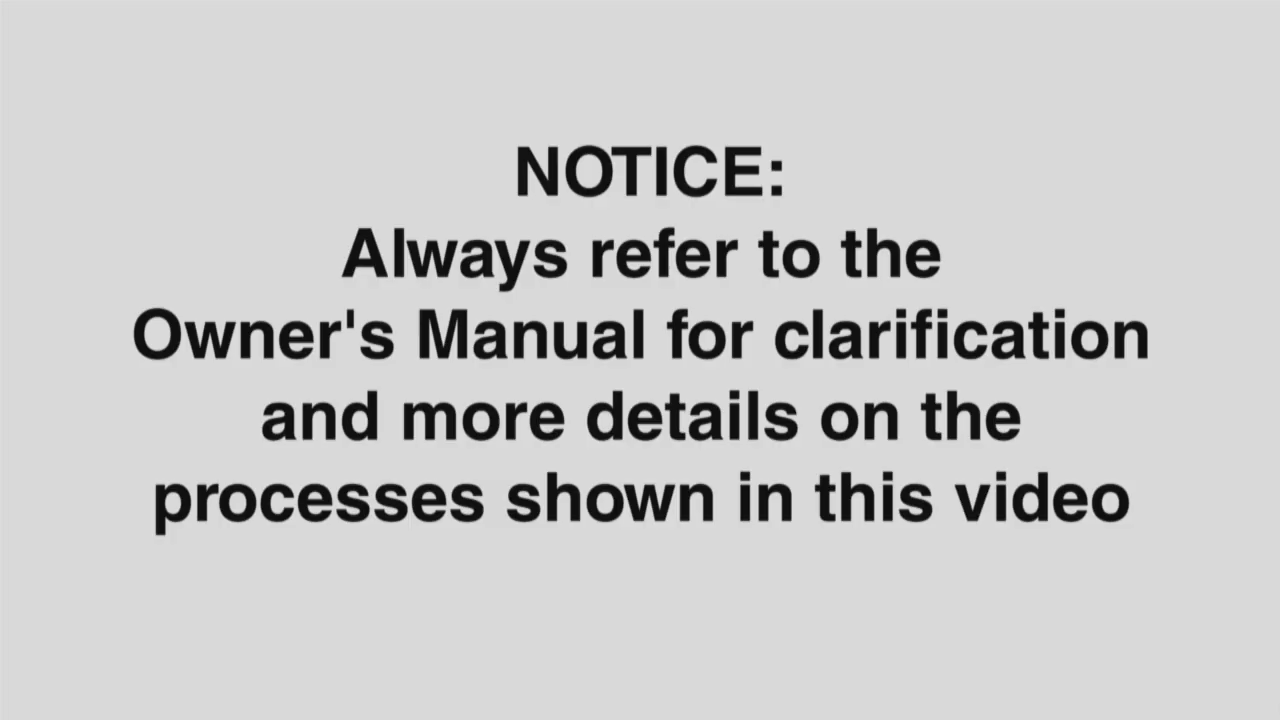 NOTICE:
Always refer to the
Owner's Manual for clarification
and more details on the
processes shown in this video